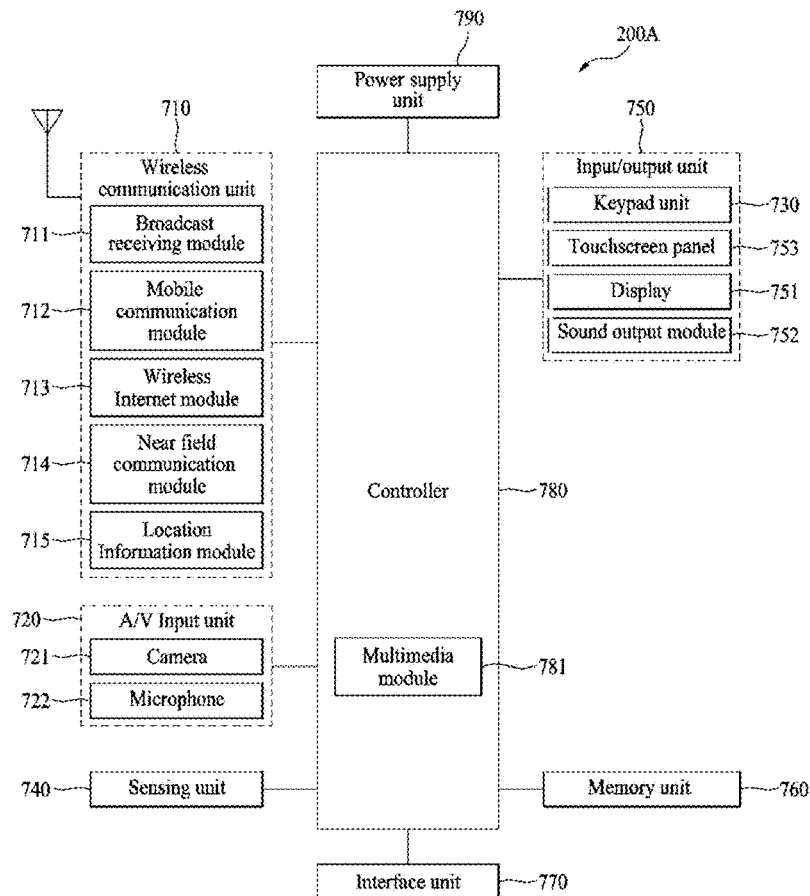 790
200A
Power supply
unit
710
750
Wireless
communication unit
Input/output unit
711
Broadcast
receiving module
Keypad unit
730
Touchscreen panel
753
712
Mobile
communication
module
Display
751
Sound output module
752
713
Wireless
Internet module
714
Near field
communication
module
Controller
780
715
Location
Information module
720
A/V Input unit
721
Camera
Multimedia
module
781
722
Microphone
740
Sensing unit
Memory unit
760
Interface unit
770